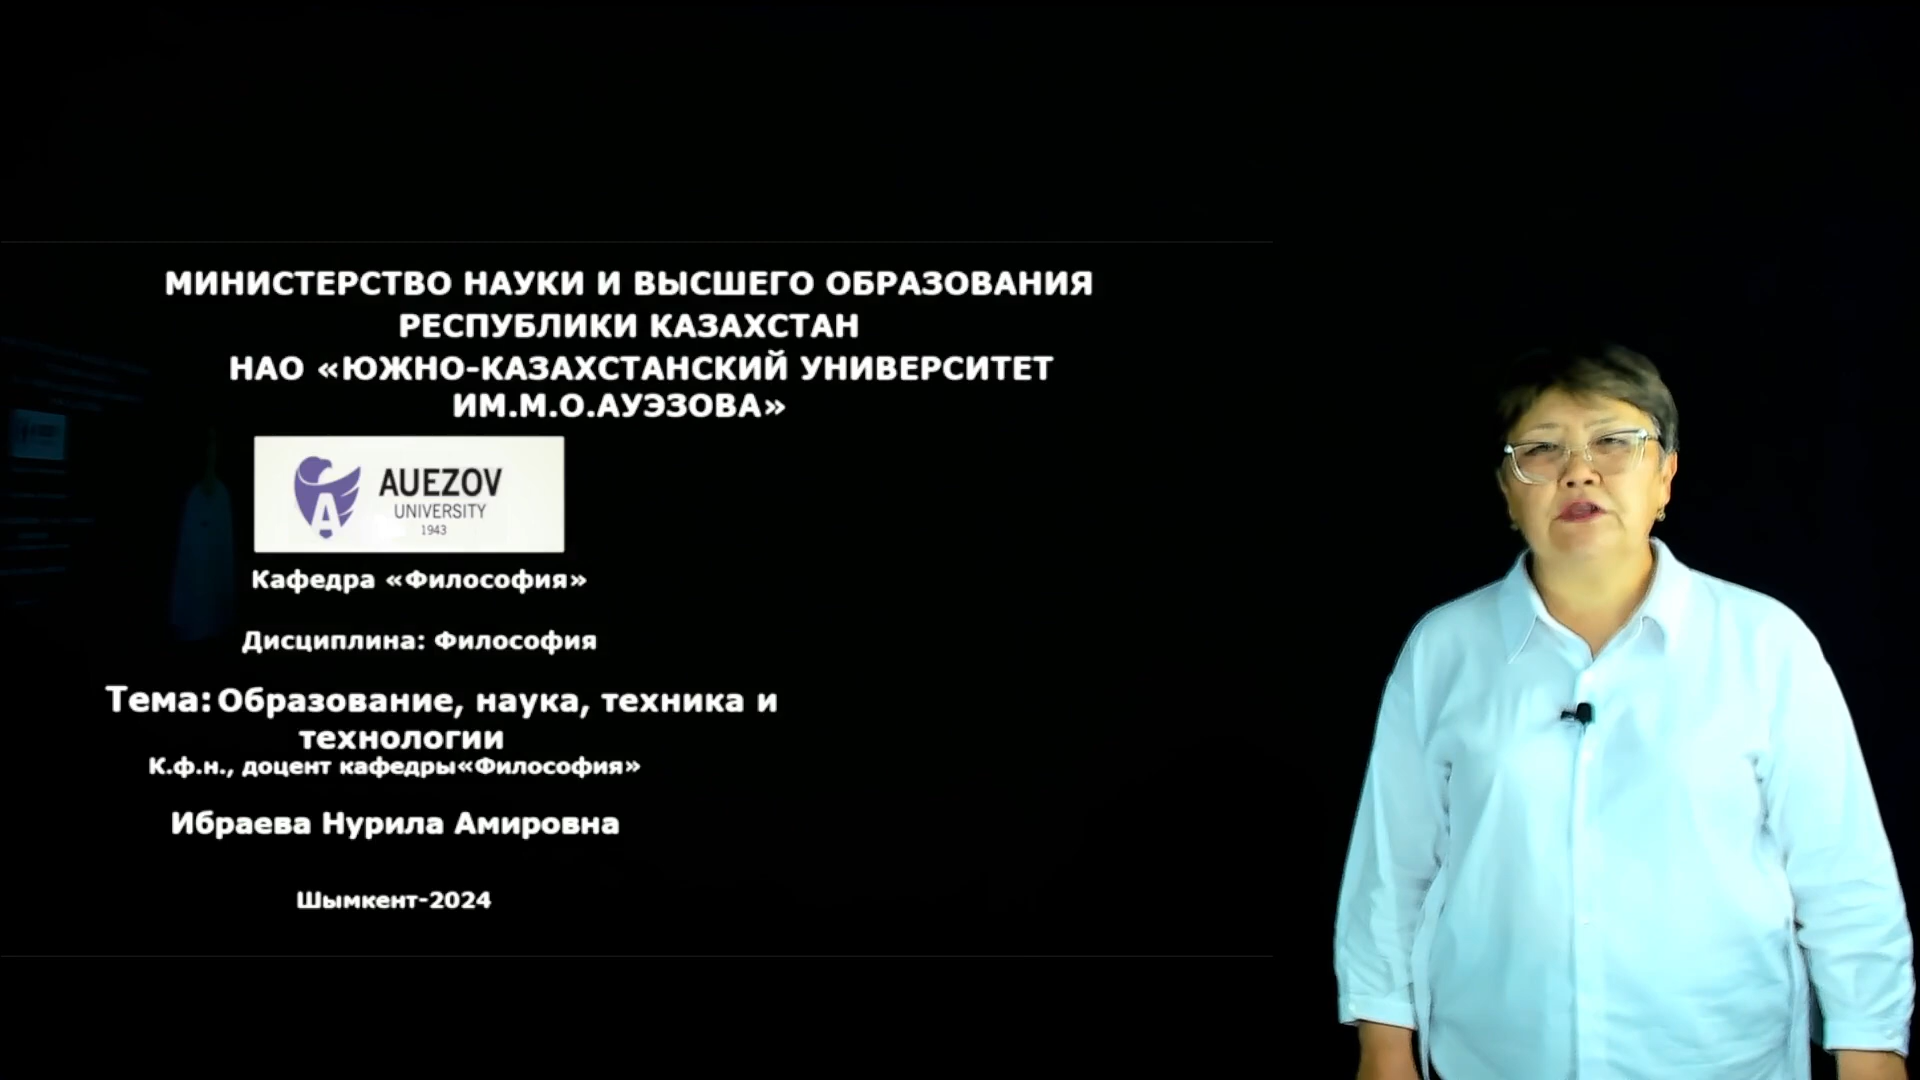 МИНИСТЕРСТВО НАУКИ И ВЫСШЕГО ОБРАЗОВАНИЯ
РЕСПУБЛИКИ КАЗАХСТАН
НАО «ЮЖНО-КАЗАХСТАНСКИЙ УНИВЕРСИТЕТ
ИМ.М.О.АУЭЗОВА»
AUEZOV
UNIVERSITY
1943
Кафедра «Философия»
Дисциплина: Философия
Тема: Образование, наука, техника и
технологии
К.ф.н., доцент кафедры«Философия»
Ибраева Нурила Амировна
Шымкент-2024